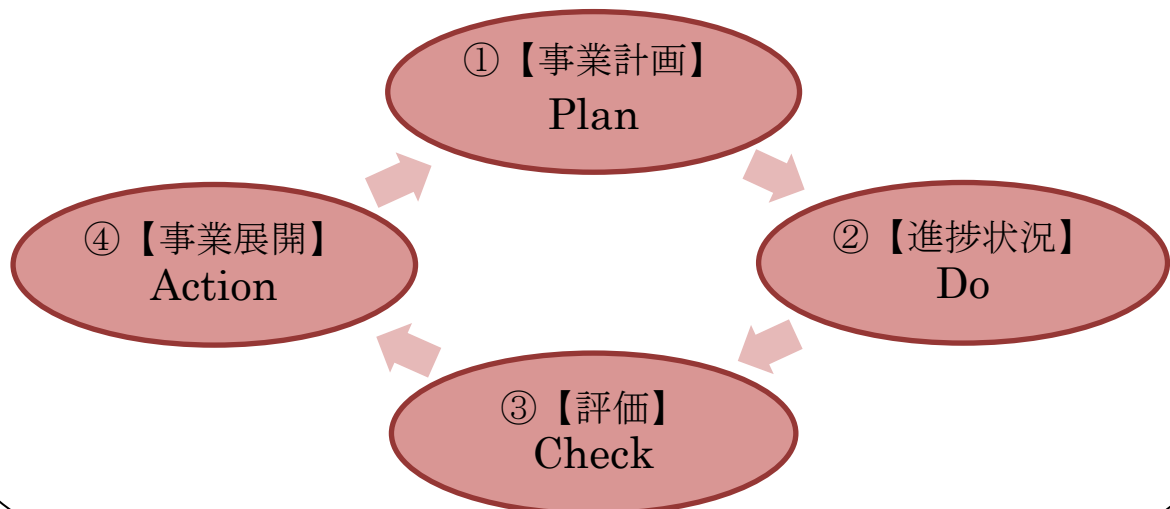 ①【事業計画】
Plan
②【進捗状況】
Do
③【評価】
Check
④【事業展開】
Action